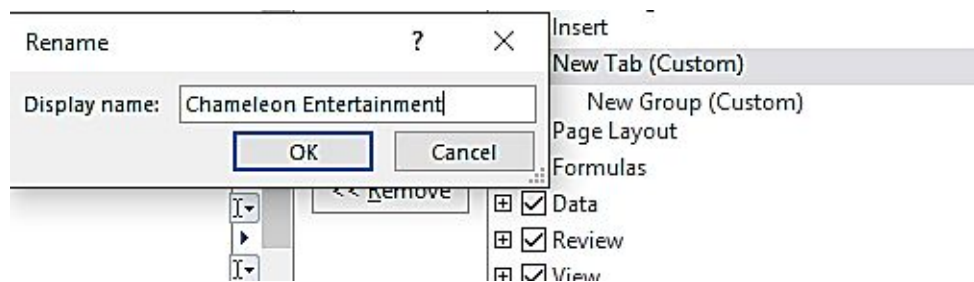 Rename ?
Display name: Chameleon Entertainment
OK Cancel
<< Remove
Insert
New Tab (Custom)
New Group (Custom)
Page Layout
Formulas
Data
Review
View